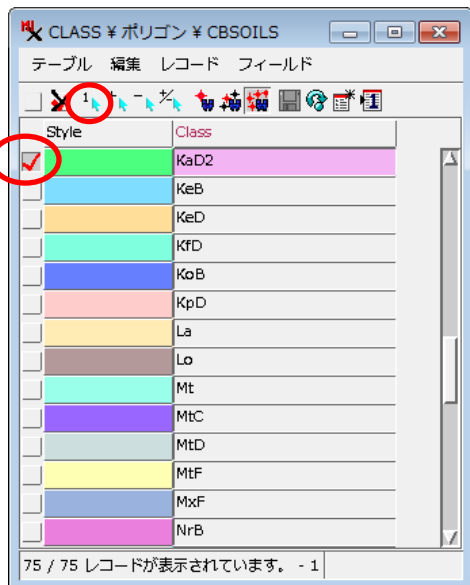 CLASS ¥ ポリゴン ¥ CBSOILS
テーブル 編集 レコード フィールド
Style Class
KaD2
KeB
KeD
KfD
KoB
KpD
La
Lo
Mt
MtC
MtD
MtF
MxF
NrB
75 / 75 レコードが表示されています。 - 1